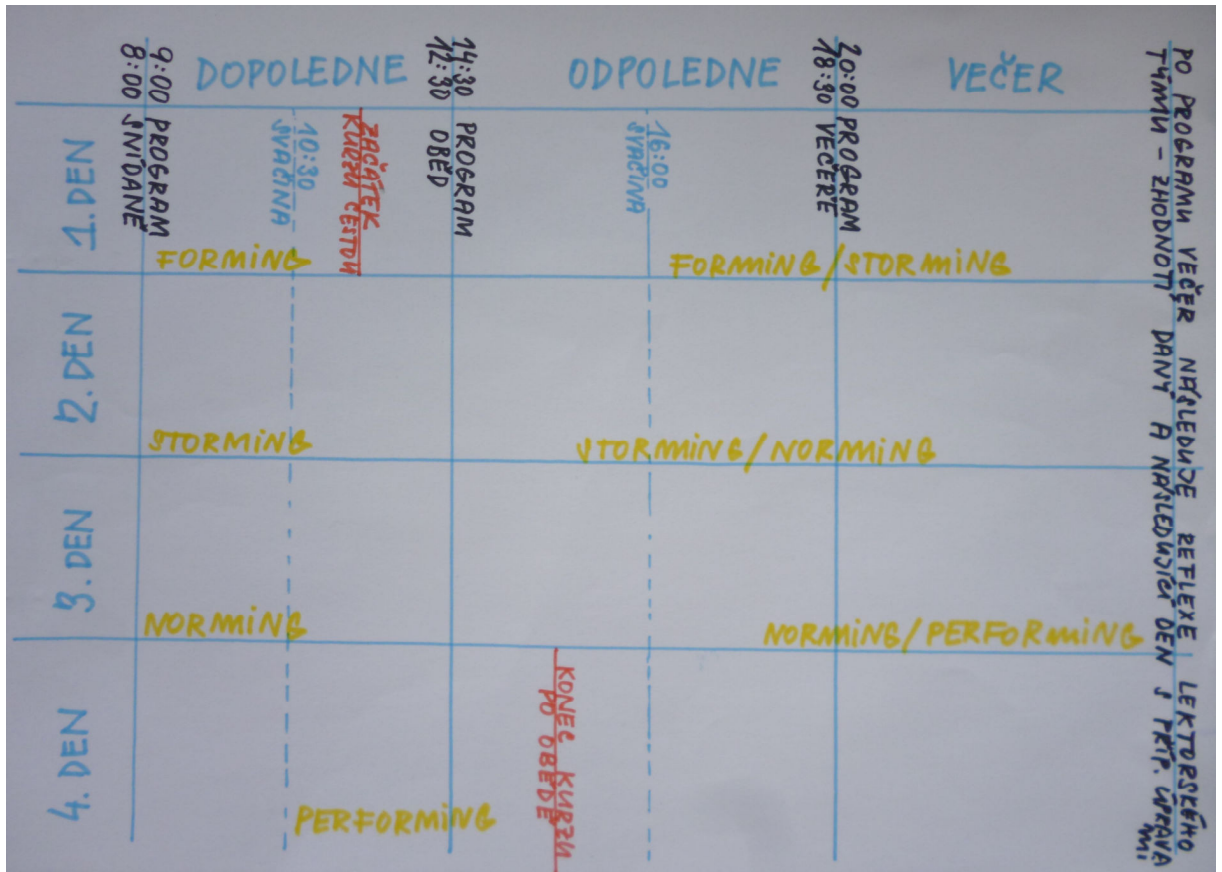 DOPOLEDNE
ODPOLEDNE
VEČER
8:00 SNÍDANĚ
9:00 PROGRAM
12:30 OBĚD
14:30 PROGRAM
18:30 VEČEŘE
20:00 PROGRAM
1. DEN
10:30
SVAČINA
ZAČÁTEK
KURZU CESTOU
16:00
SVAČINA
FORMING
FORMING/STORMING
2. DEN
STORMING
STORMING/NORMING
3. DEN
NORMING
NORMING/PERFORMING
4. DEN
PERFORMING
KONEC KURZU
PO OBĚDĚ
PO PROGRAMU VEČER NÁSLEDUJE REFLEXE LEKTORSKÉHO
TÝMU - ZHODNOTÍ DANÝ A NÁSLEDUJÍCÍ DEN S PŘÍP. ÚPRAVA
MI